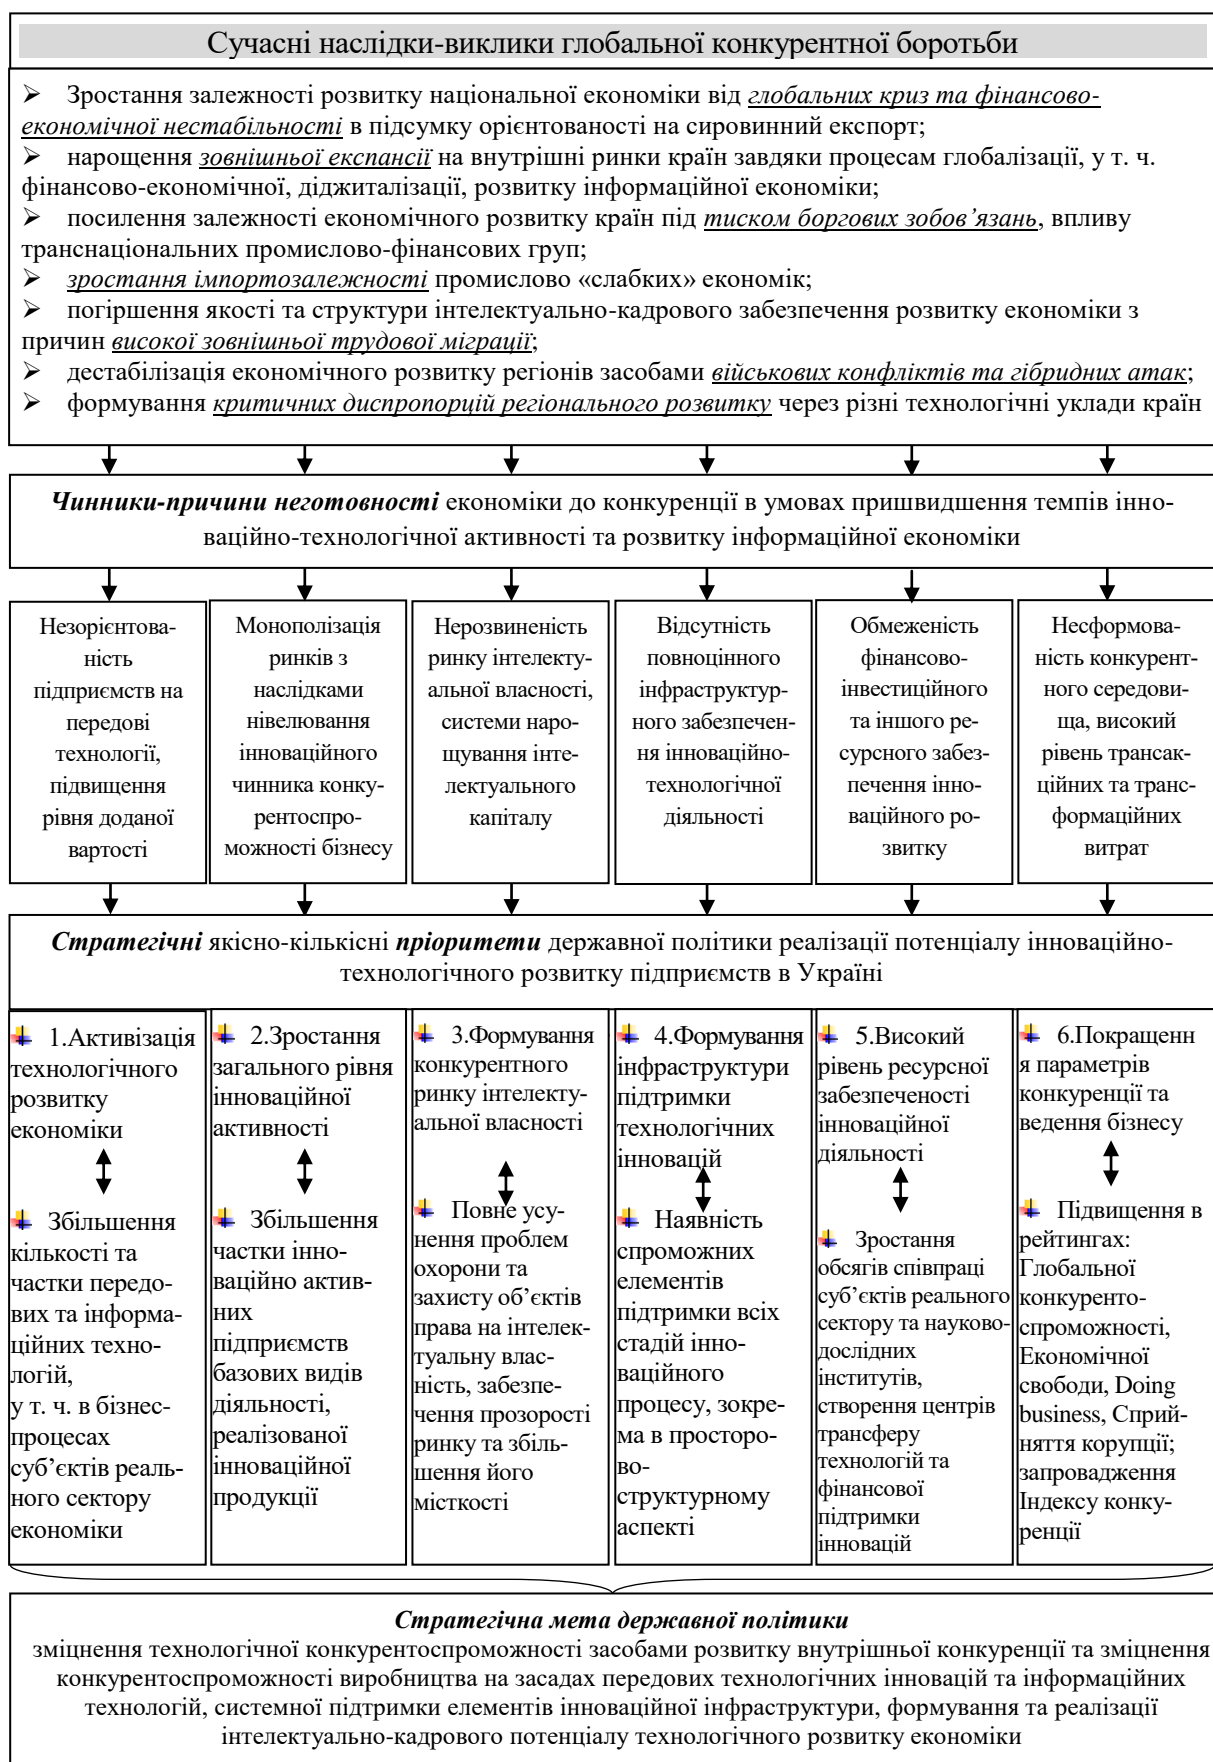 Сучасні наслідки-виклики глобальної конкурентної боротьби
➢ Зростання залежності розвитку національної економіки від глобальних криз та фінансово-
економічної нестабільності в підсумку орієнтованості на сировинний експорт;
➢ нарощення зовнішньої експансії на внутрішні ринки країн завдяки процесам глобалізації, у т. ч.
фінансово-економічної, діджиталізації, розвитку інформаційної економіки;
➢ посилення залежності економічного розвитку країн під тиском боргових зобов’язань, впливу
транснаціональних промислово-фінансових груп;
➢ зростання імпортозалежності промислово «слабких» економік;
➢ погіршення якості та структури інтелектуально-кадрового забезпечення розвитку економіки з
причин високої зовнішньої трудової міграції;
➢ дестабілізація економічного розвитку регіонів засобами військових конфліктів та гібридних атак;
➢ формування критичних диспропорцій регіонального розвитку через різні технологічні уклади країн
Чинники-причини неготовності економіки до конкуренції в умовах пришвидшення темпів інно-
ваційно-технологічної активності та розвитку інформаційної економіки
Незорієнтова-
ність
підприємств на
передові
технології,
підвищення
рівня доданої
вартості
Монополізація
ринків з
наслідками
нівелювання
інноваційного
чинника конку-
рентоспро-
можності бізнесу
Нерозвиненість
ринку інтелекту-
альної власності,
системи наро-
щування інте-
лектуального
капіталу
Відсутність
повноцінного
інфраструктур-
ного забезпечен-
ня інноваційно-
технологічної
діяльності
Обмеженість
фінансово-
інвестиційного
та іншого ре-
сурсного забез-
печення інно-
ваційного ро-
звитку
Несформова-
ність конкурент-
ного середови-
ща, високий
рівень трансак-
ційних та транс-
формаційних
витрат
Стратегічні якісно-кількісні пріоритети державної політики реалізації потенціалу інноваційно-
технологічного розвитку підприємств в Україні
1.Активізація
технологічного
розвитку
економіки
Збільшення
кількості та
частки передо-
вих та інформа-
ційних техно-
логій,
у т. ч. в бізнес-
процесах
суб’єктів реаль-
ного сектору
економіки
2.Зростання
загального рівня
інноваційної
активності
Збільшення
частки інно-
ваційно актив-
них
підприємств
базових видів
діяльності,
реалізованої
інноваційної
продукції
3.Формування
конкурентного
ринку інтелекту-
альної власності
Повне усу-
нення проблем
охорони та
захисту об’єктів
права на інтелек-
туальну влас-
ність, забезпе-
чення прозорості
ринку та збіль-
шення його
місткості
4.Формування
інфраструктури
підтримки
технологічних
інновацій
Наявність
спроможних
елементів
підтримки всіх
стадій інно-
ваційного
процесу, зокре-
ма в просторо-
во-
структурному
аспекті
5.Високий
рівень ресурсної
забезпеченості
інноваційної
діяльності
Зростання
обсягів співпраці
суб’єктів реального
сектору та науково-
дослідних
інститутів,
створення центрів
трансферу
технологій та
фінансової
підтримки
інновацій
6.Покращенн
я параметрів
конкуренції та
ведення бізнесу
Підвищення в
рейтингах:
Глобальної
конкуренто-
спроможності,
Економічної
свободи, Doing
business, Сприй-
няття корупції;
запровадження
Індексу конку-
ренції
Стратегічна мета державної політики
зміцнення технологічної конкурентоспроможності засобами розвитку внутрішньої конкуренції та зміцнення
конкурентоспроможності виробництва на засадах передових технологічних інновацій та інформаційних
технологій, системної підтримки елементів інноваційної інфраструктури, формування та реалізації
інтелектуально-кадрового потенціалу технологічного розвитку економіки